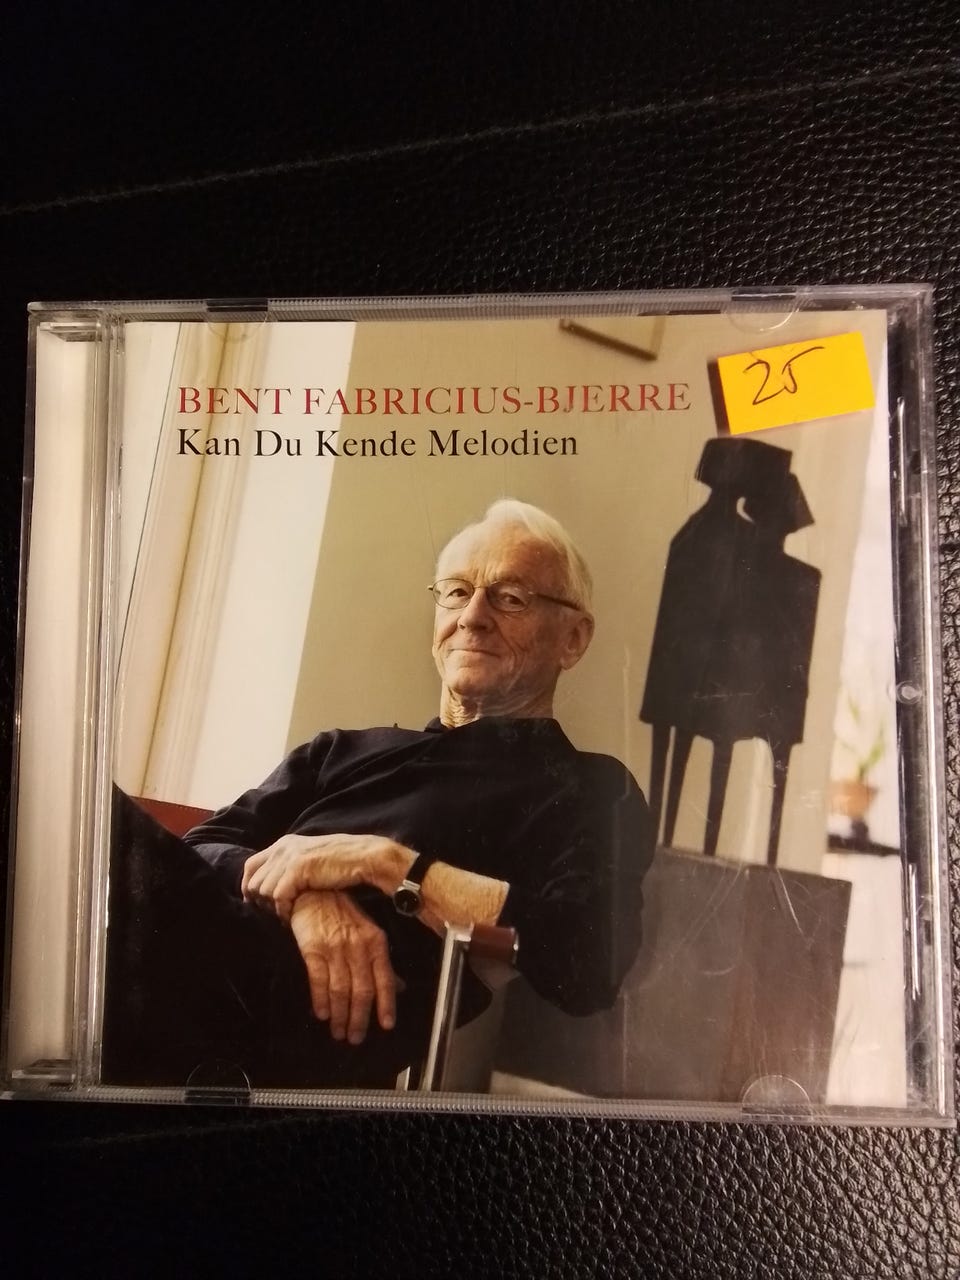 BENT FABRICIUS-BJERRE
Kan Du Kende Melodien
25